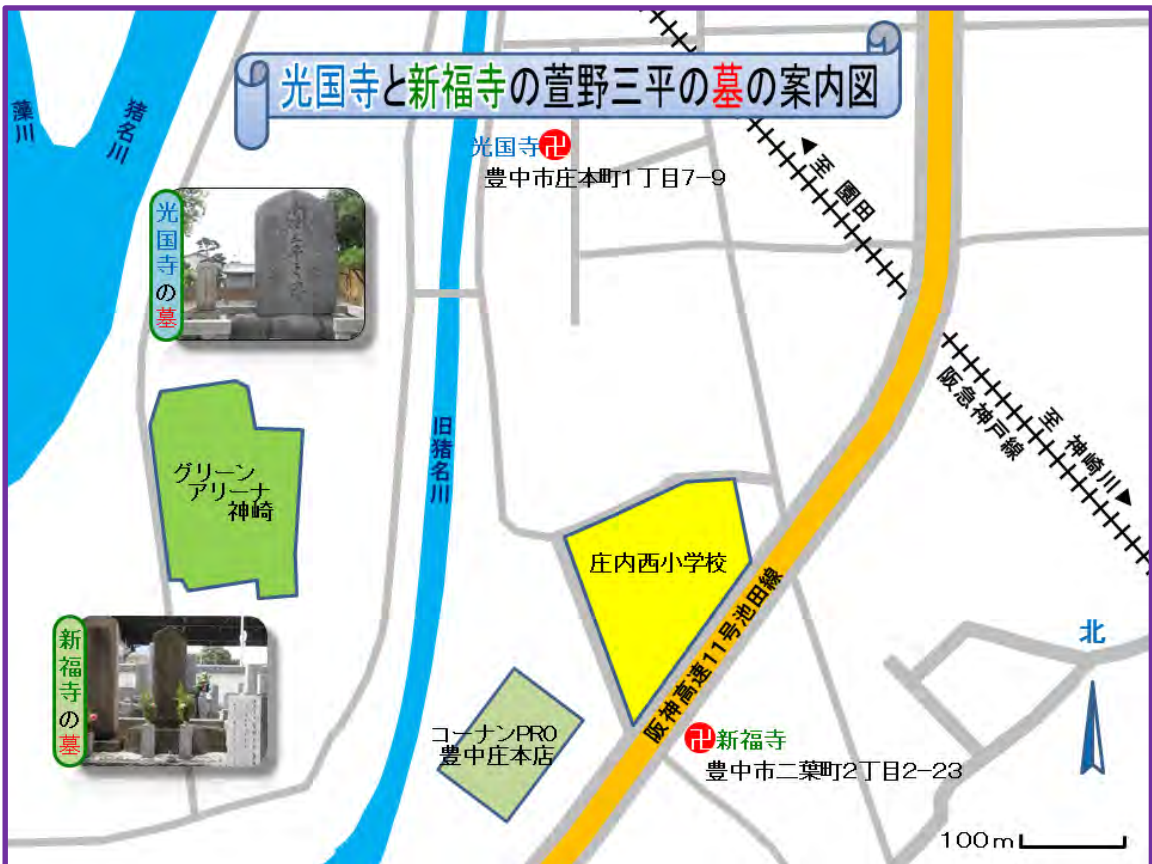 光国寺と新福寺の萱野三平の墓の案内図
藻川
猪名川
光国寺卍
豊中市庄本町1丁目7-9
至 園田
光国寺の墓
阪急神戸線
至 神崎川
旧猪名川
グリーン
アリーナ
神崎
庄内西小学校
阪神高速11号池田線
新福寺の墓
コーナンPRO
豊中庄本店
卍新福寺
豊中市二葉町2丁目2-23
北
100m